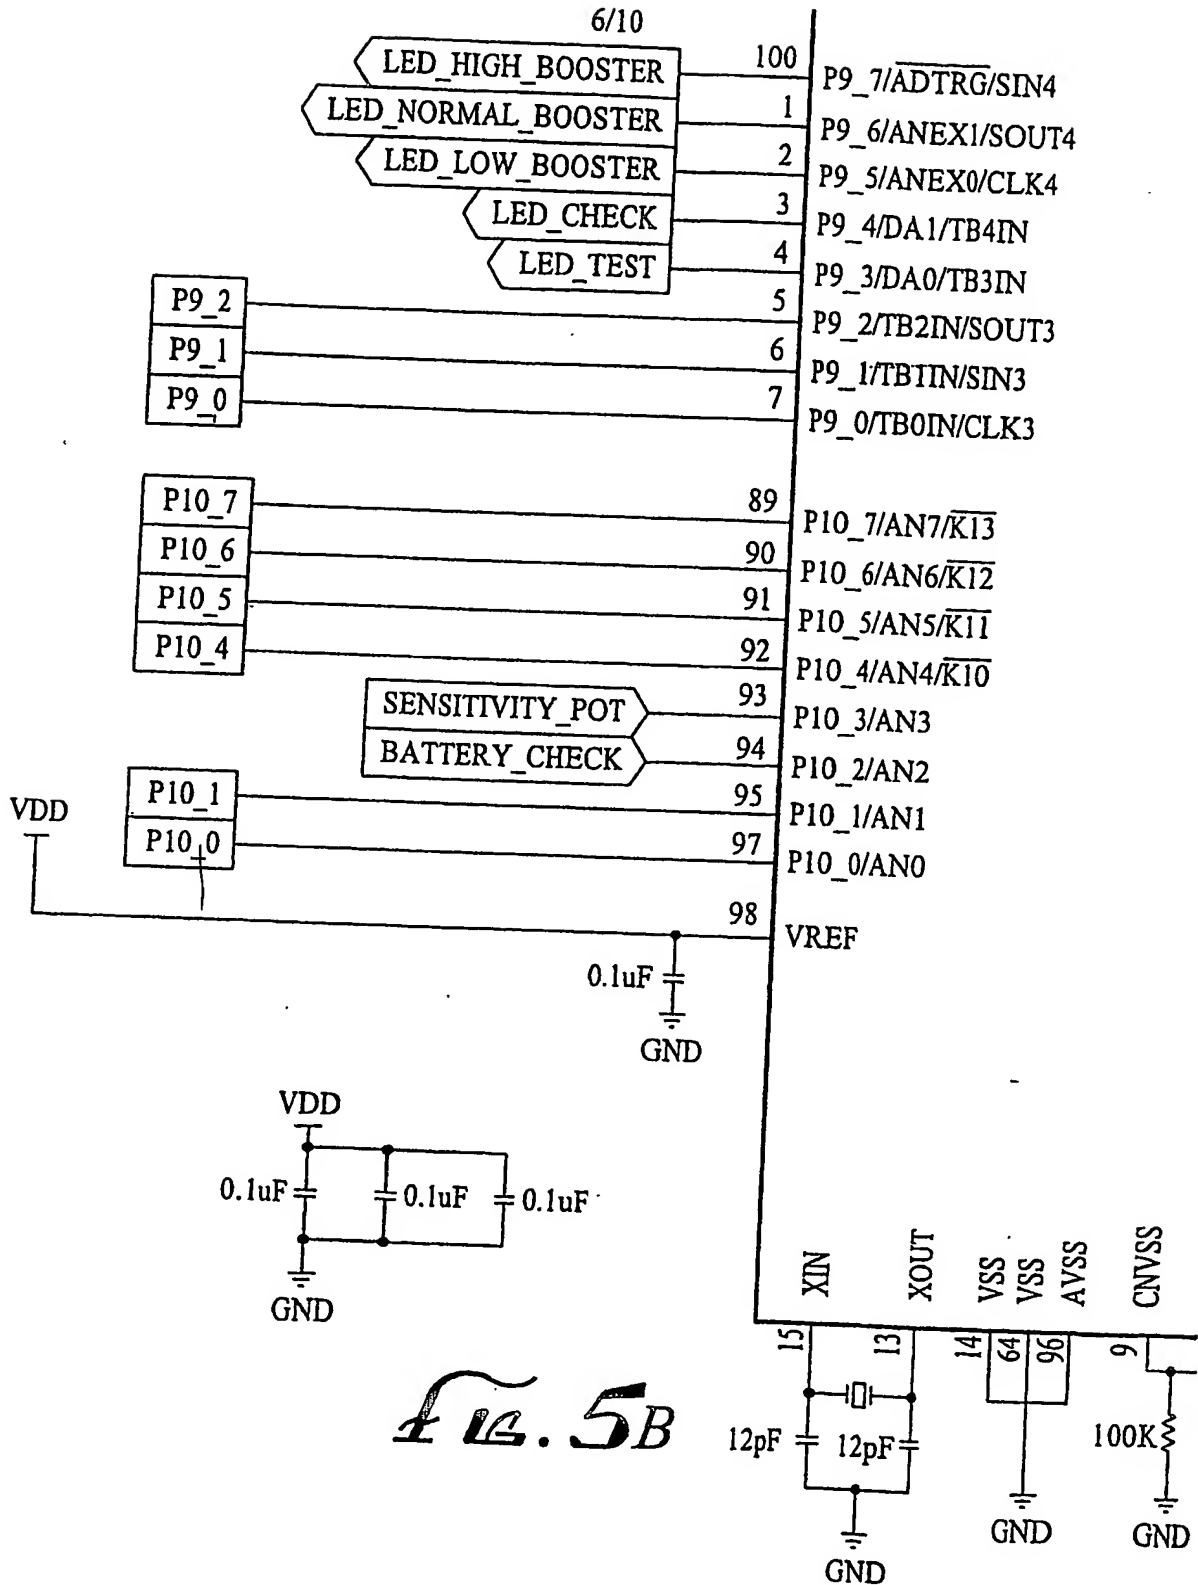 6/10
LED_HIGH_BOOSTER 100 P9_7/ADTRG/SIN4
LED_NORMAL_BOOSTER 1 P9_6/ANEX1/SOUT4
LED_LOW_BOOSTER 2 P9_5/ANEX0/CLK4
LED_CHECK 3 P9_4/DA1/TB4IN
LED_TEST 4 P9_3/DA0/TB3IN
P9_2 5 P9_2/TB2IN/SOUT3
P9_1 6 P9_1/TB1IN/SIN3
P9_0 7 P9_0/TB0IN/CLK3
P10_7 89 P10_7/AN7/K13
P10_6 90 P10_6/AN6/K12
P10_5 91 P10_5/AN5/K11
P10_4 92 P10_4/AN4/K10
SENSITIVITY_POT 93 P10_3/AN3
BATTERY_CHECK 94 P10_2/AN2
P10_1 95 P10_1/AN1
VDD
P10_0 97 P10_0/AN0
98 VREF
0.1uF
GND
VDD
0.1uF 0.1uF 0.1uF
GND
XIN XOUT VSS VSS AVSS CNVSS
15 13 14 64 96 9
12pF 12pF 100K
GND GND GND
FIG. 5B